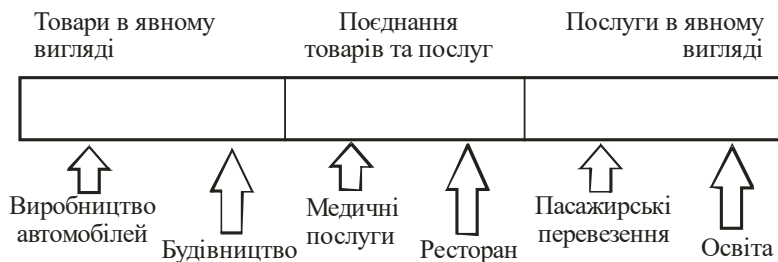 Товари в явному
вигляді
Поєднання
товарів та послуг
Послуги в явному
вигляді
Виробництво
автомобілей
Будівництво
Медичні
послуги
Ресторан
Пасажирські
перевезення
Освіта